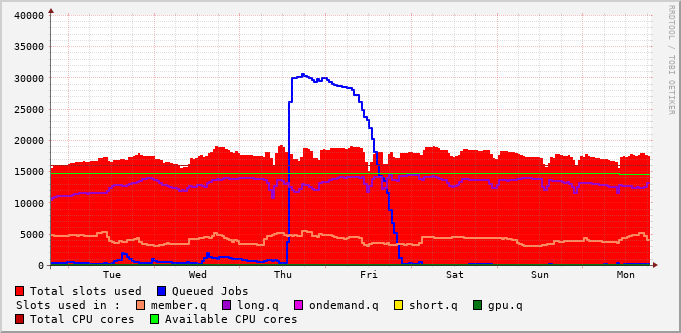 RRDTOOL / TOBI OETIKER
40000
35000
30000
25000
20000
15000
10000
5000
0
Tue Wed Thu Fri Sat Sun Mon
Total slots used Queued Jobs
Slots used in : member.q long.q ondemand.q short.q gpu.q
Total CPU cores Available CPU cores